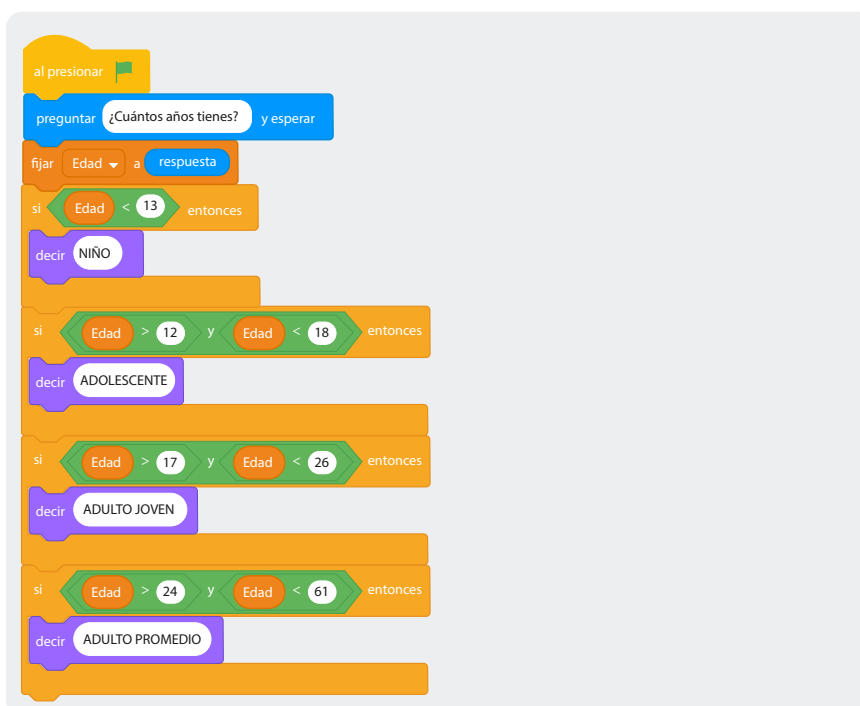 al presionar
preguntar ¿Cuántos años tienes? y esperar
fijar Edad a respuesta
si Edad < 13 entonces
decir NIÑO
si Edad > 12 y Edad < 18 entonces
decir ADOLESCENTE
si Edad > 17 y Edad < 26 entonces
decir ADULTO JOVEN
si Edad > 24 y Edad < 61 entonces
decir ADULTO PROMEDIO